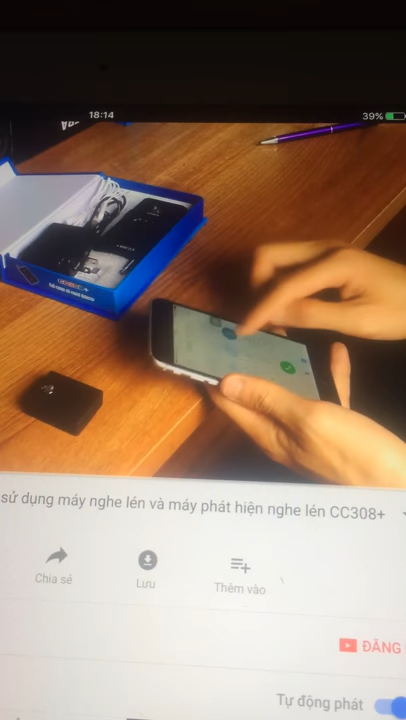 18:14
39%
sử dụng máy nghe lén và máy phát hiện nghe lén CC308+
Chia sẻ
Lưu
Thêm vào
ĐĂNG
Tự động phát